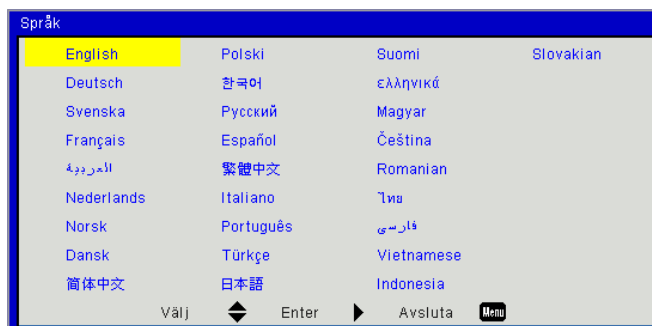 Språk
English Polski Suomi Slovakian
Deutsch 한국어 ελληνικά
Svenska Русский Magyar
Français Español Čeština
العربية 繁體中文 Romanian
Nederlands Italiano ไทย
Norsk Português فارسی
Dansk Türkçe Vietnamese
简体中文 日本語 Indonesia
Välj Enter Avsluta Menu